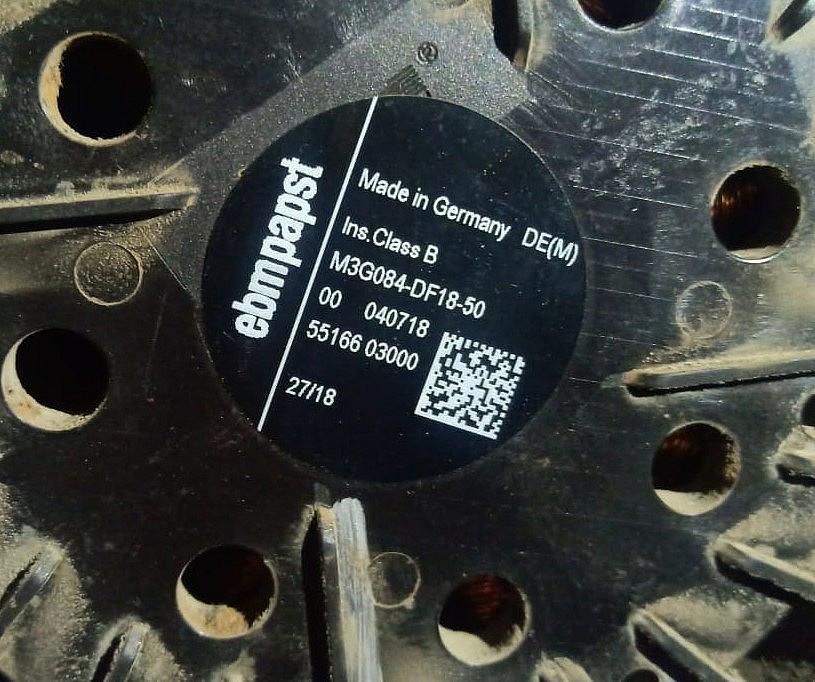 ebmpapst
Made in Germany DE(M)
Ins.Class B
M3G084-DF18-50
00 040718
55166 03000
27/18